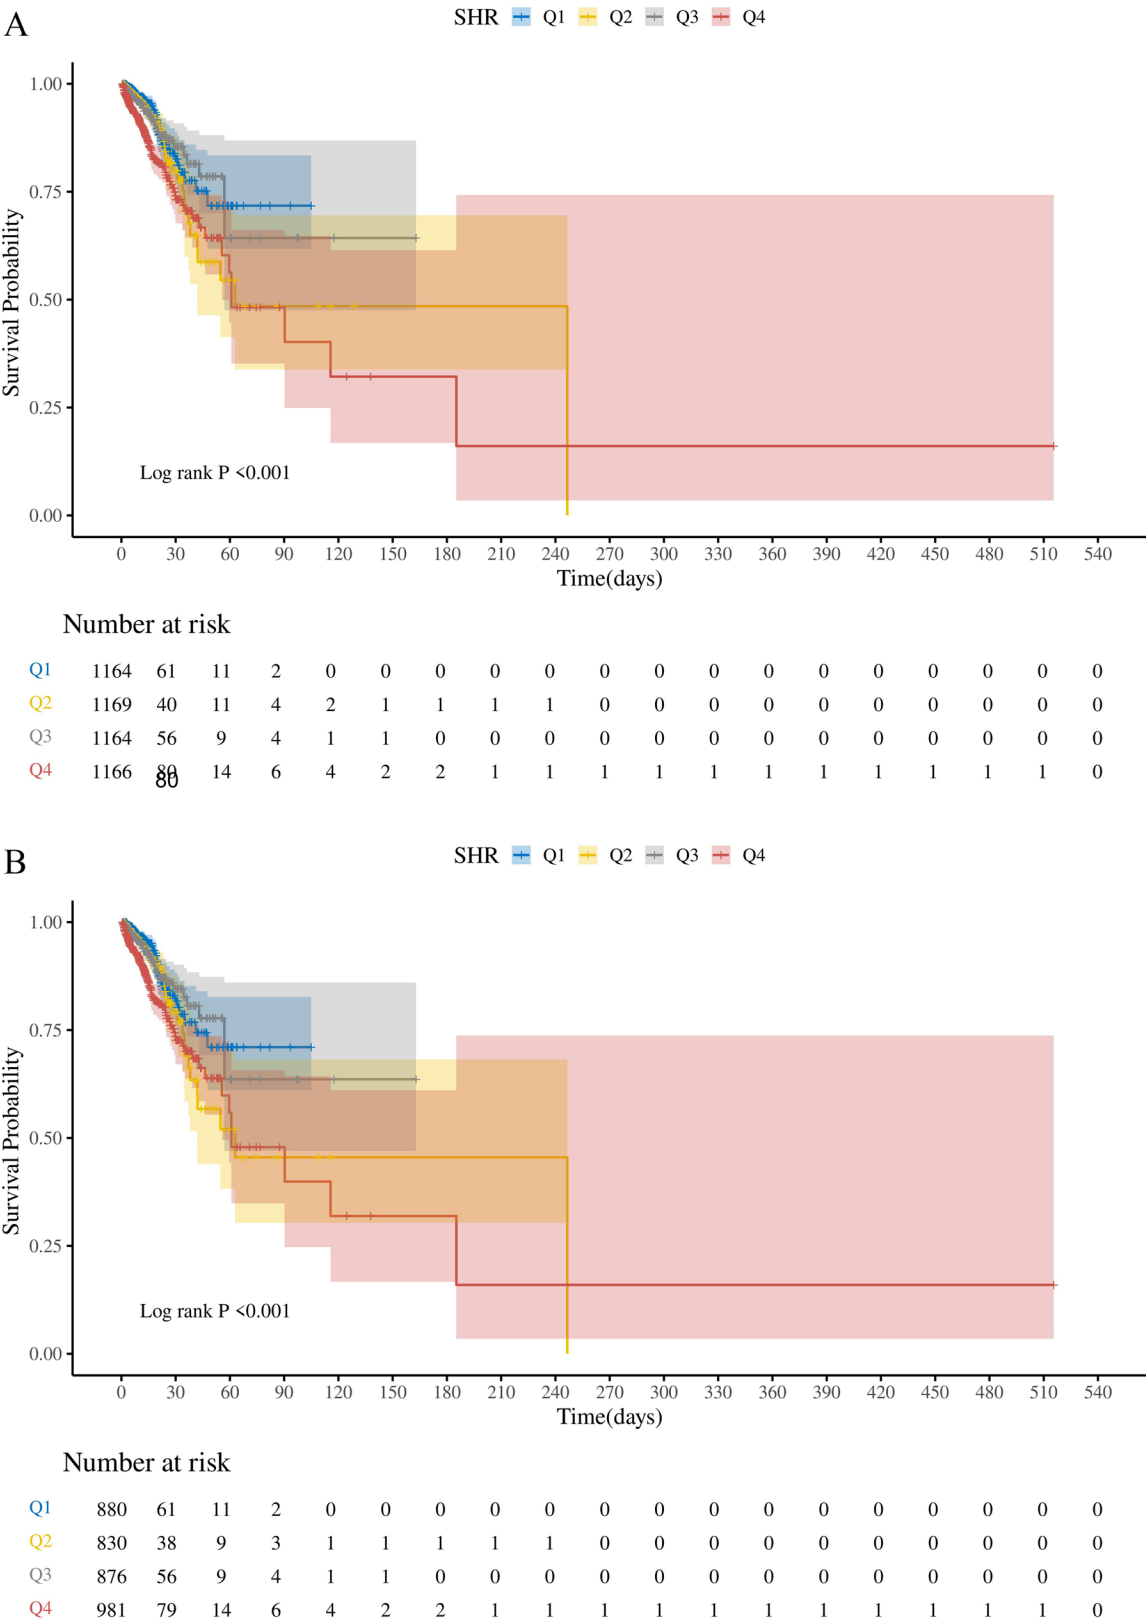 A
SHR Q1 Q2 Q3 Q4
1.00
0.75
0.50
0.25
0.00
Survival Probability
Log rank P <0.001
0 30 60 90 120 150 180 210 240 270 300 330 360 390 420 450 480 510 540
Time(days)
Number at risk
Q1 1164 61 11 2 0 0 0 0 0 0 0 0 0 0 0 0 0 0 0
Q2 1169 40 11 4 2 1 1 1 1 0 0 0 0 0 0 0 0 0 0
Q3 1164 56 9 4 1 1 0 0 0 0 0 0 0 0 0 0 0 0 0
Q4 1166 80 14 6 4 2 2 1 1 1 1 1 1 1 1 1 1 1 0
80
B
SHR Q1 Q2 Q3 Q4
1.00
0.75
0.50
0.25
0.00
Survival Probability
Log rank P <0.001
0 30 60 90 120 150 180 210 240 270 300 330 360 390 420 450 480 510 540
Time(days)
Number at risk
Q1 880 61 11 2 0 0 0 0 0 0 0 0 0 0 0 0 0 0 0
Q2 830 38 9 3 1 1 1 1 1 0 0 0 0 0 0 0 0 0 0
Q3 876 56 9 4 1 1 0 0 0 0 0 0 0 0 0 0 0 0 0
Q4 981 79 14 6 4 2 2 1 1 1 1 1 1 1 1 1 1 1 0